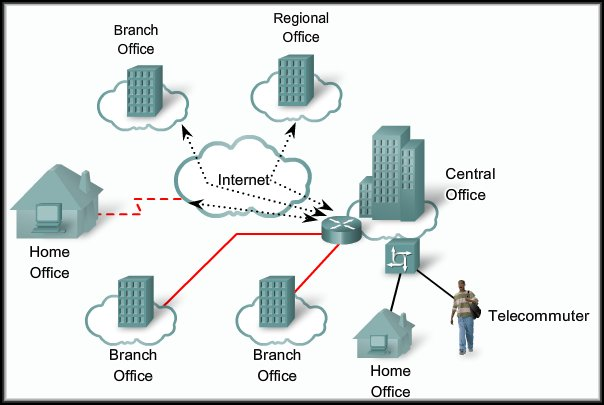 Regional
Office
Branch
Office
Internet
Central
Office
Home
Office
Telecommuter
Branch
Office
Branch
Office
Home
Office